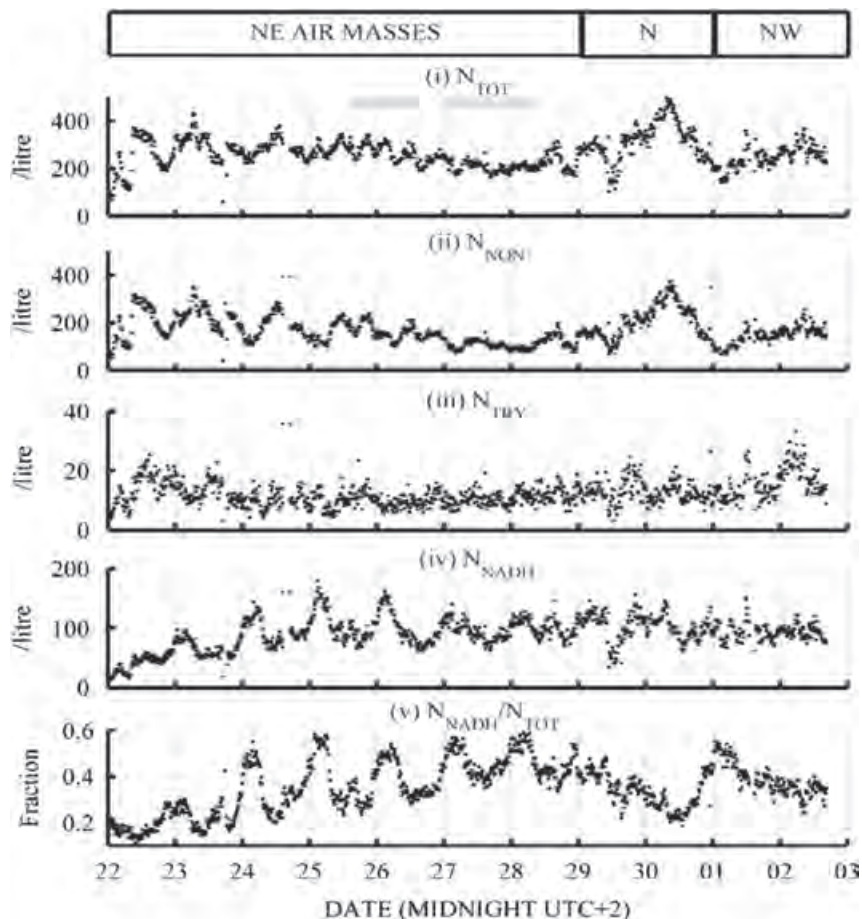 NE AIR MASSES N NW
(i) N_TOT
400
200
0
/litre
(ii) N_NON
400
200
0
/litre
(iii) N_TRY
40
20
0
/litre
(iv) N_NADH
200
100
0
/litre
(v) N_NADH/N_TOT
0.6
0.4
0.2
Fraction
22 23 24 25 26 27 28 29 30 01 02 03
DATE (MIDNIGHT UTC+2)